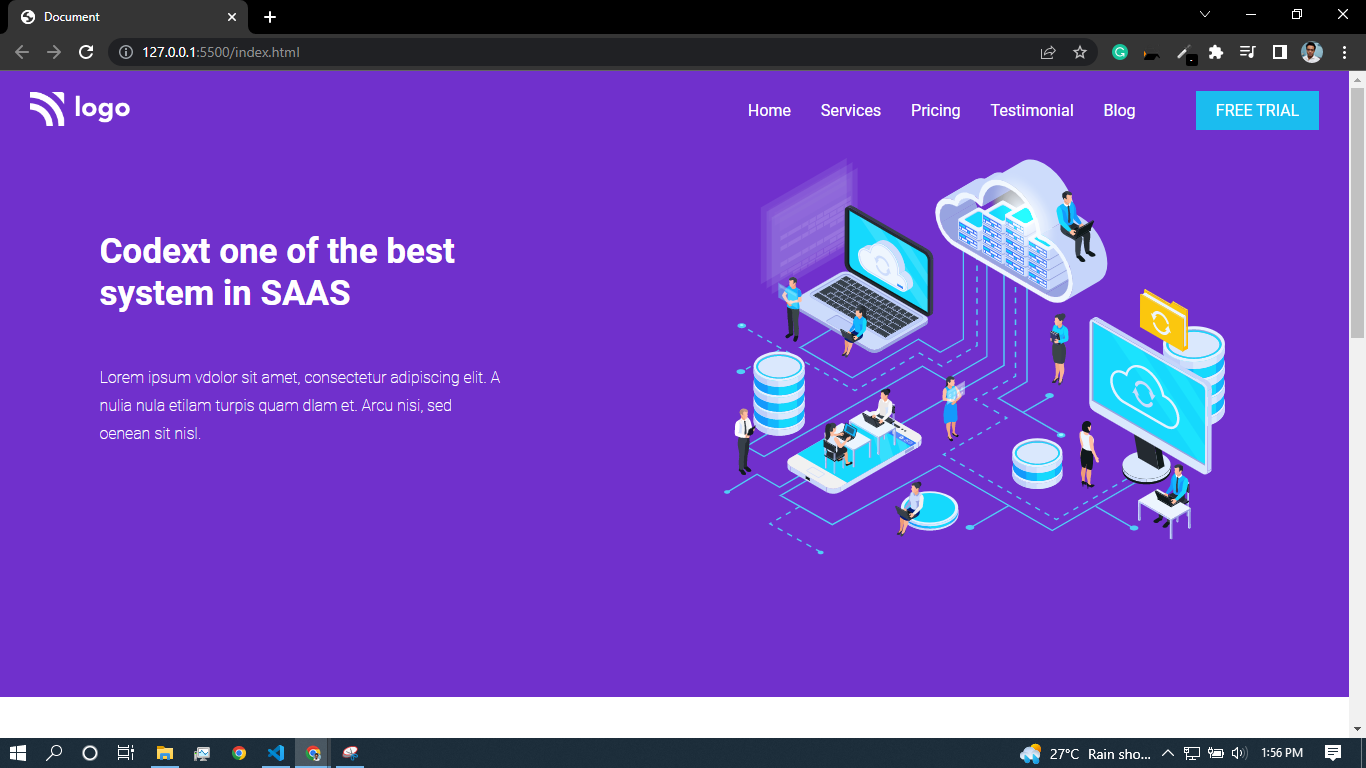 Document
127.0.0.1:5500/index.html
logo
Home Services Pricing Testimonial Blog FREE TRIAL
Codext one of the best
system in SAAS
Lorem ipsum vdolor sit amet, consectetur adipiscing elit. A
nulia nula etilam turpis quam dlam et. Arcu nisi, sed
oenean sit nisl.
27°C Rain sho... 1:56 PM